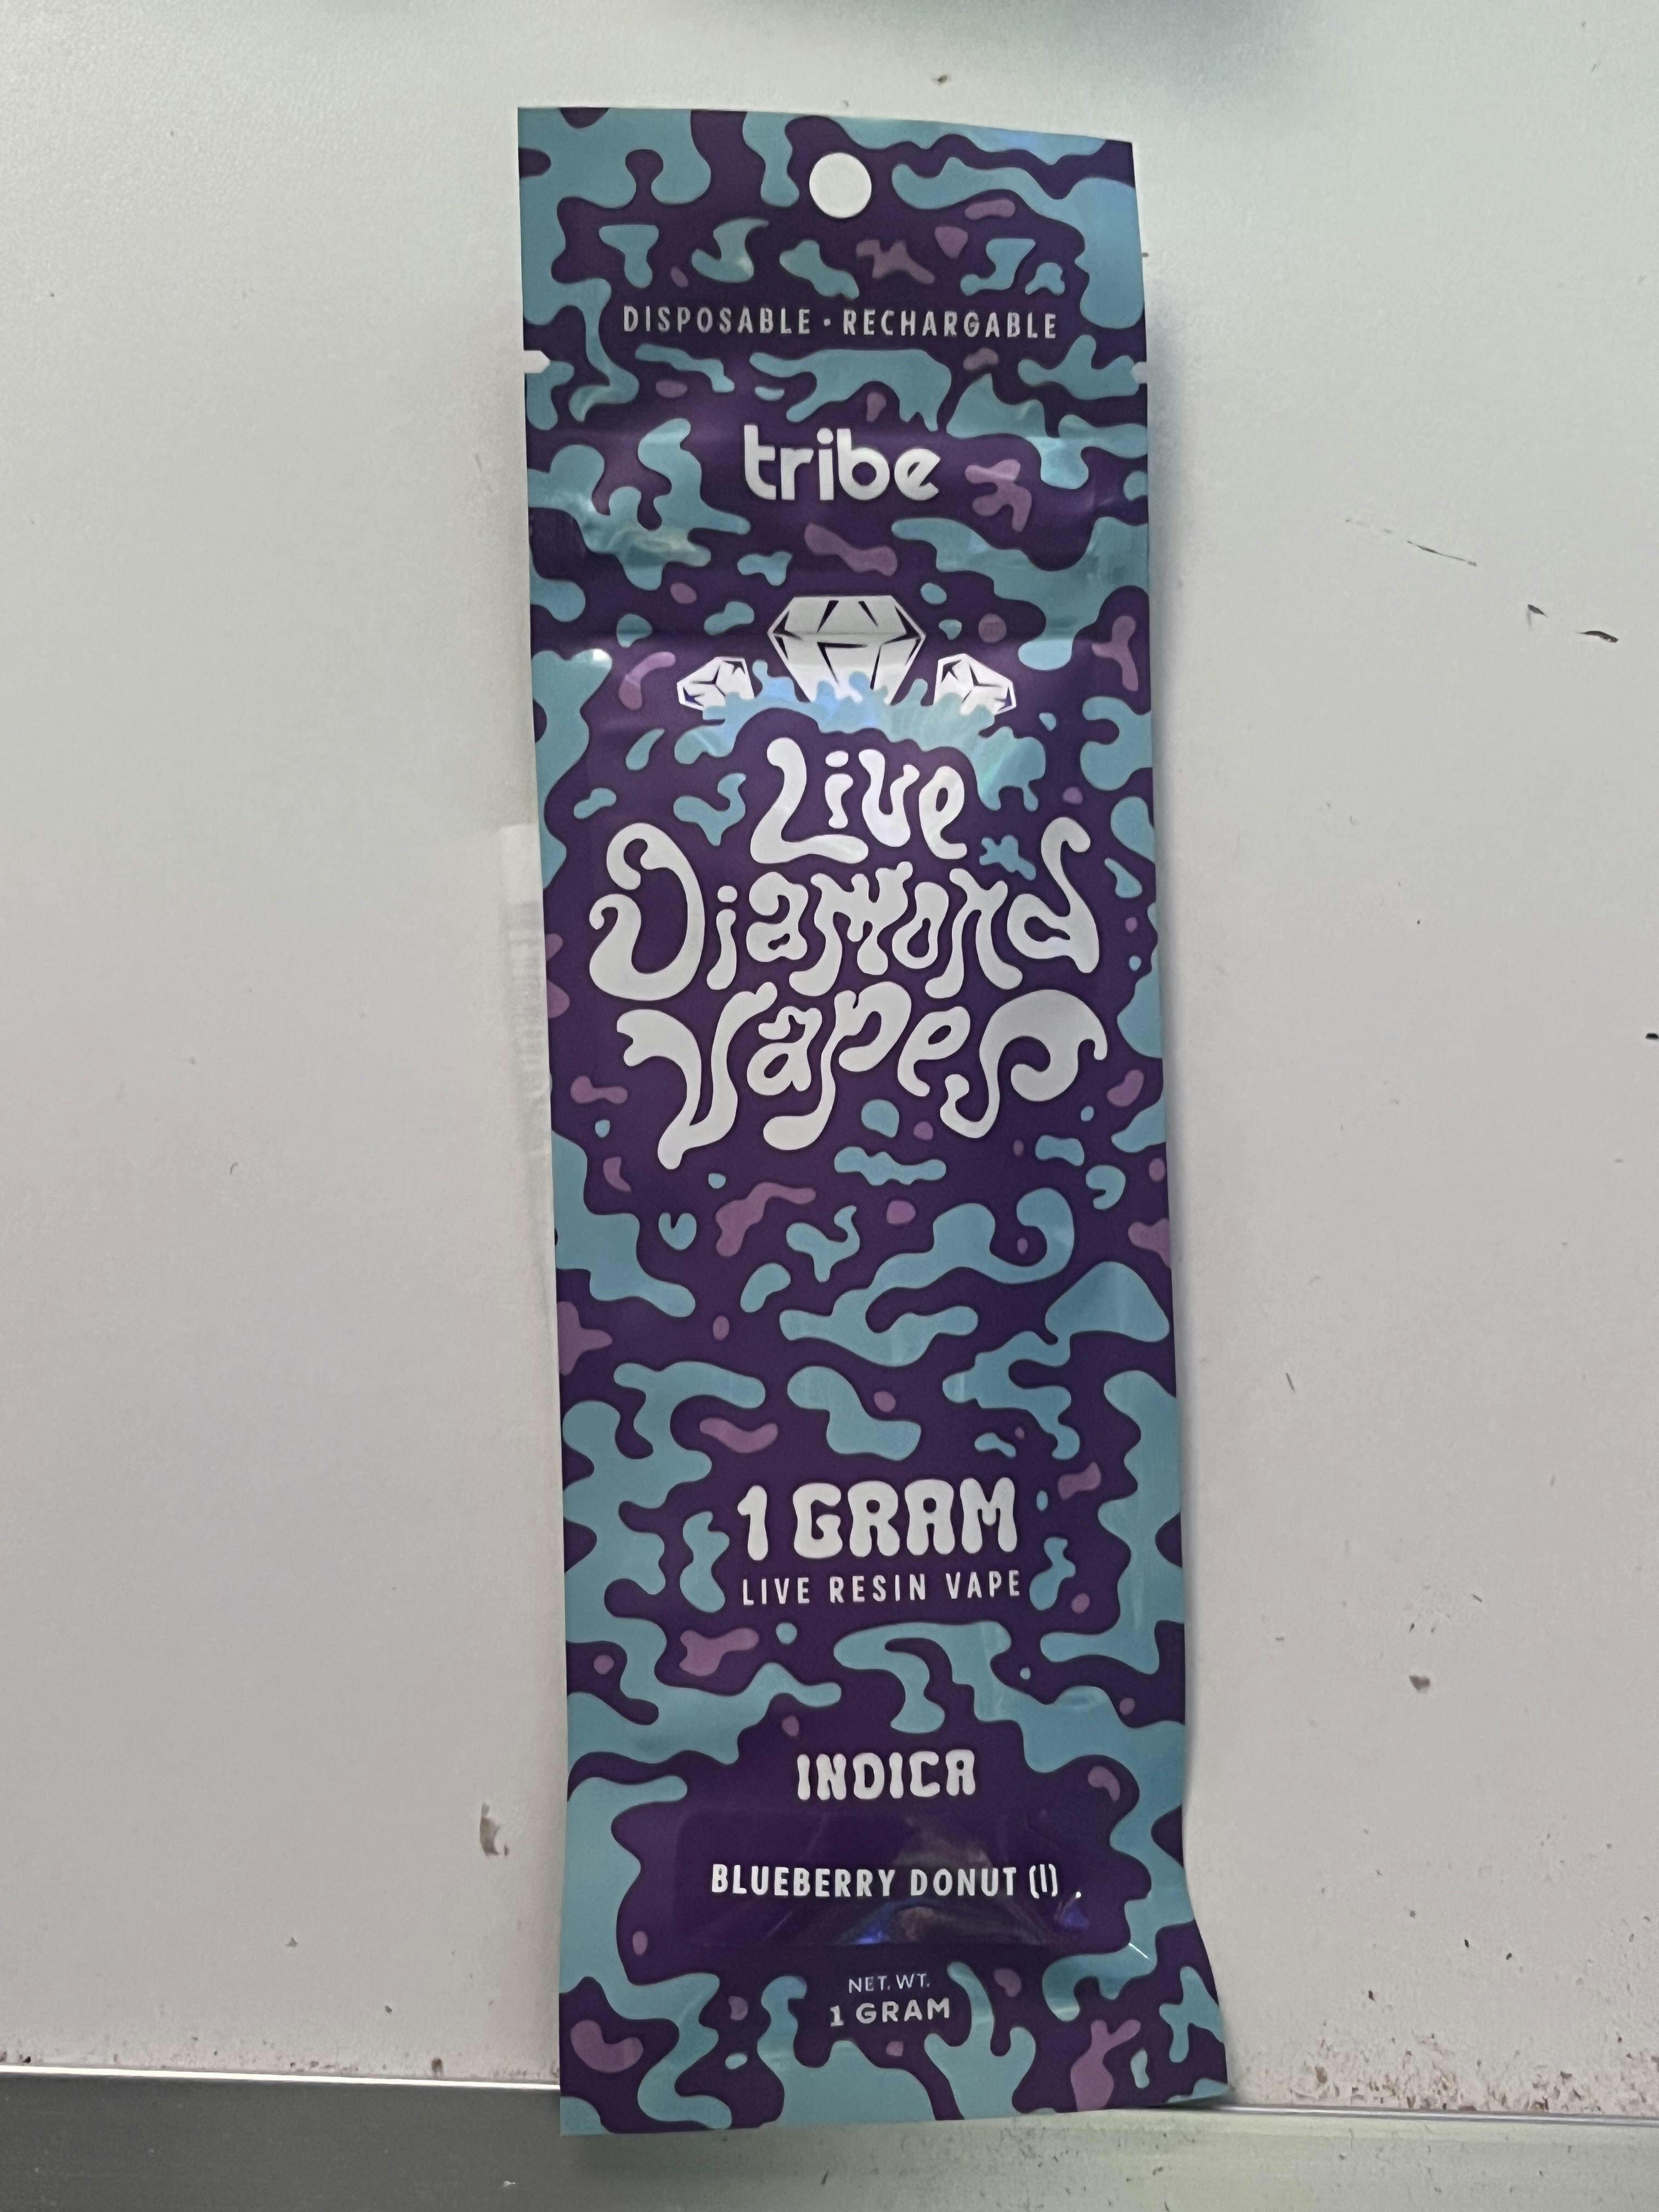 DISPOSABLE · RECHARGABLE
tribe
Live
Diamond
Vapes
1 GRAM
LIVE RESIN VAPE
INDICA
BLUEBERRY DONUT (I)
NET. WT.
1 GRAM